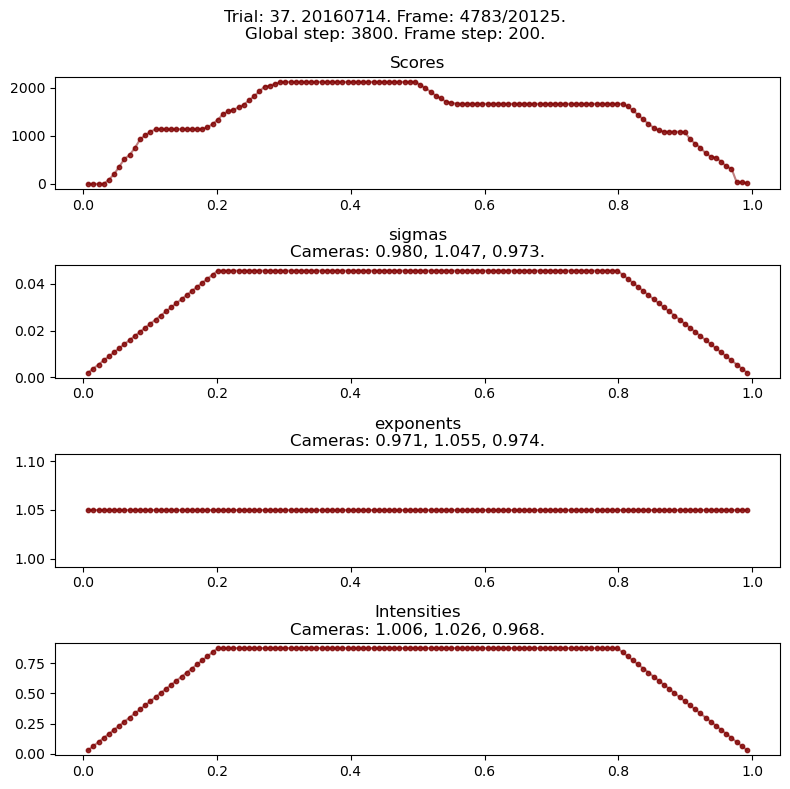 Trial: 37. 20160714. Frame: 4783/20125.
Global step: 3800. Frame step: 200.
Scores
2000
1000
0
0.0 0.2 0.4 0.6 0.8 1.0
sigmas
Cameras: 0.980, 1.047, 0.973.
0.04
0.02
0.00
0.0 0.2 0.4 0.6 0.8 1.0
exponents
Cameras: 0.971, 1.055, 0.974.
1.10
1.05
1.00
0.0 0.2 0.4 0.6 0.8 1.0
Intensities
Cameras: 1.006, 1.026, 0.968.
0.75
0.50
0.25
0.00
0.0 0.2 0.4 0.6 0.8 1.0